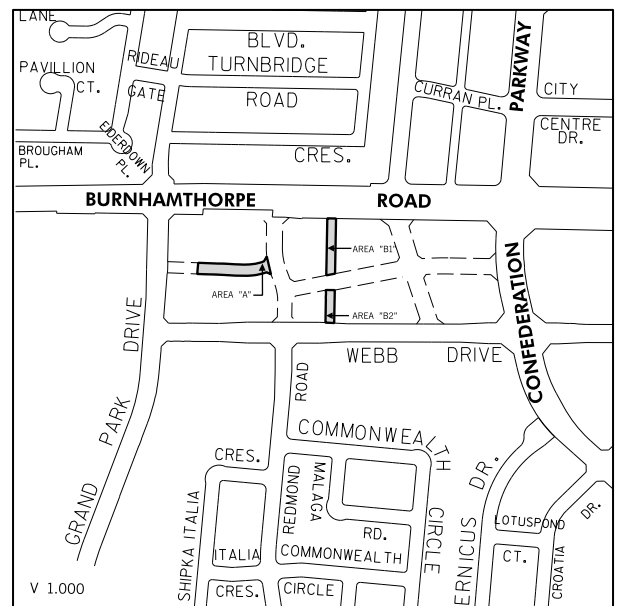 LANE
BLVD.
RIDEAU
TURNBRIDGE
PARKWAY
PAVILLION
CT.
GATE
ROAD
CURRAN PL.
CITY
CENTRE
DR.
EIDERDOWN
PL.
BROUGHAM
PL.
CRES.
BURNHAMTHORPE
ROAD
AREA "B1"
AREA "A"
AREA "B2"
CONFEDERATION
GRAND PARK DRIVE
WEBB DRIVE
ROAD
COMMONWEALTH
CRES.
REDMOND
MALAGA
RD.
CIRCLE
DR.
ERNICUS
LOTUSPOND
CT.
DR.
CROATIA
SHIPKA ITALIA
ITALIA
COMMONWEALTH
CRES.
CIRCLE
V 1.000